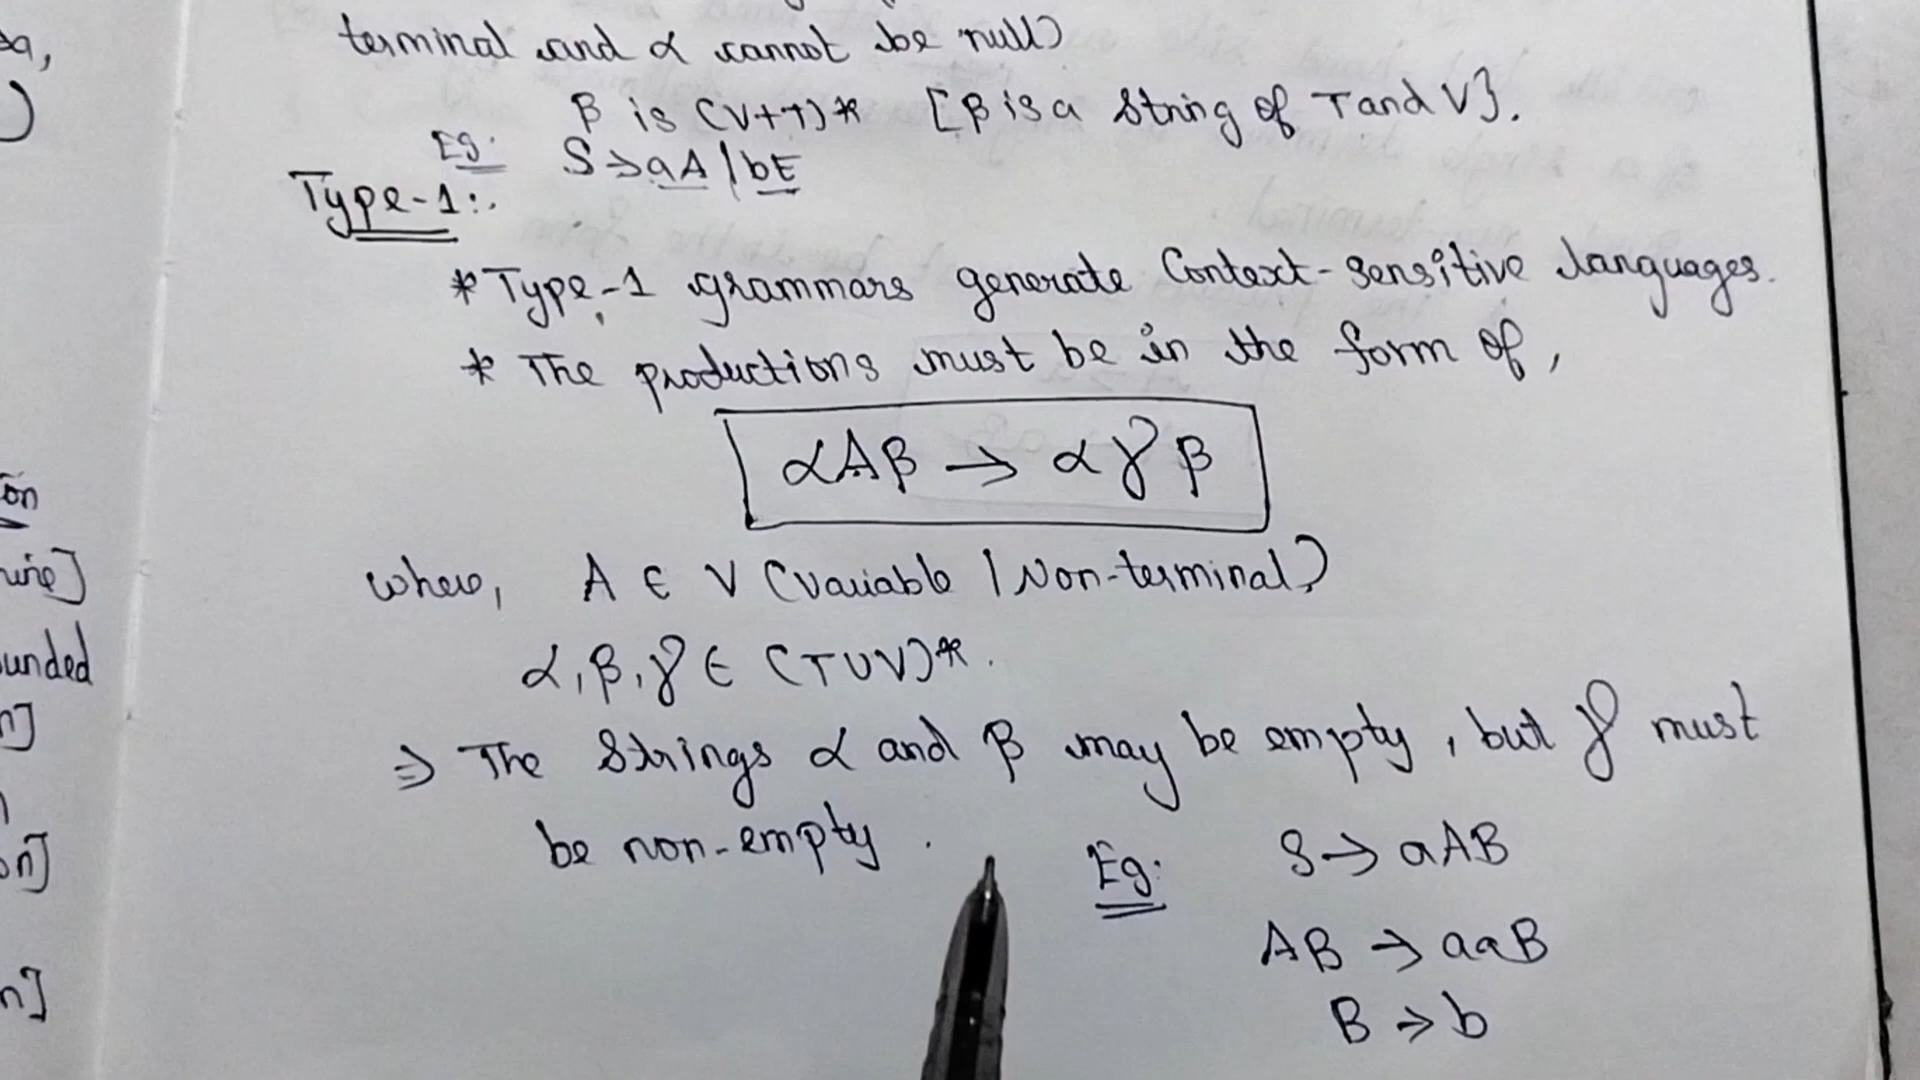 terminal and α cannot be null)
β is (V+T)* [β is a String of T and V}.
Eg: S→aA | bE
Type-1:.
* Type-1 grammars generate Context-sensitive languages.
* The productions must be in the form of,
αAβ → αγβ
where, A ∈ V (variable / Non-terminal)
α, β, γ ∈ (T∪V)*.
⇒ The Strings α and β may be empty, but γ must
be non-empty.
Eg: S → aAB
AB → aaB
B → b
on
unded